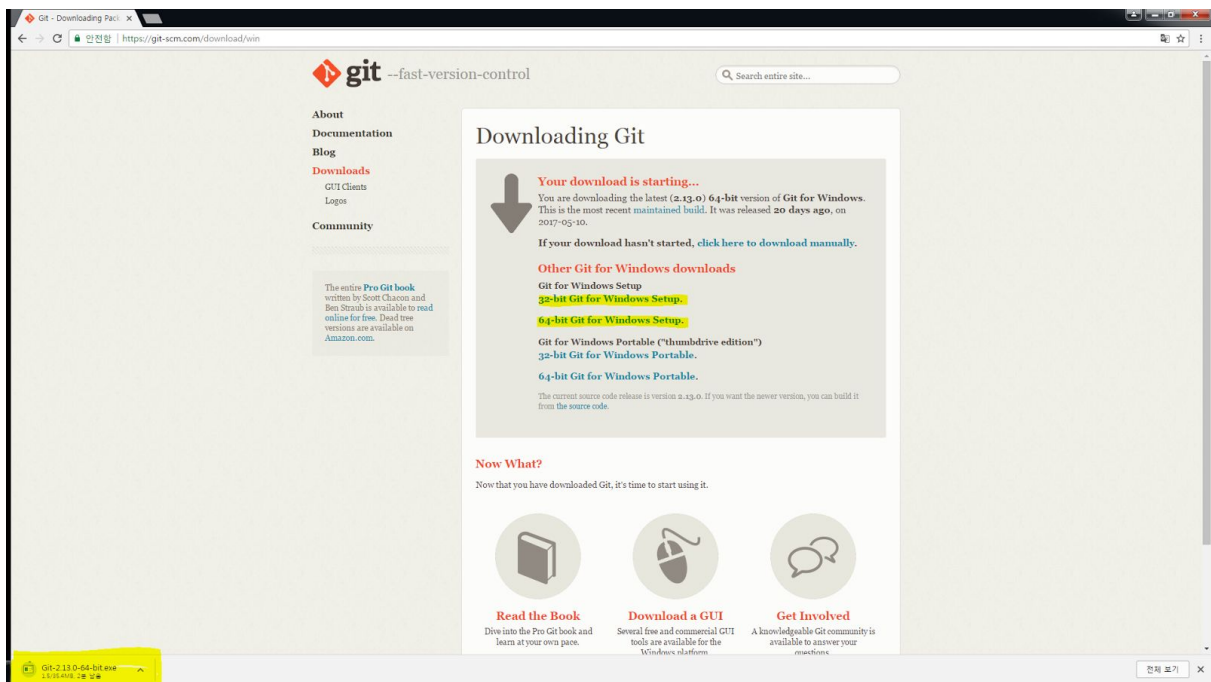 Git - Downloading Pack
안전함 | https://git-scm.com/download/win
git --fast-version-control
Search entire site...
About
Documentation
Blog
Downloads
GUI Clients
Logos
Community
The entire Pro Git book
written by Scott Chacon and
Ben Straub is available to read
online for free. Dead tree
versions are available on
Amazon.com.
Downloading Git
Your download is starting...
You are downloading the latest (2.13.0) 64-bit version of Git for Windows.
This is the most recent maintained build. It was released 20 days ago, on
2017-05-10.
If your download hasn't started, click here to download manually.
Other Git for Windows downloads
Git for Windows Setup
32-bit Git for Windows Setup.
64-bit Git for Windows Setup.
Git for Windows Portable ("thumbdrive edition")
32-bit Git for Windows Portable.
64-bit Git for Windows Portable.
The current source code release is version 2.13.0. If you want the newer version, you can build it
from the source code.
Now What?
Now that you have downloaded Git, it's time to start using it.
Read the Book
Dive into the Pro Git book and
learn at your own pace.
Download a GUI
Several free and commercial GUI
tools are available for the
Windows platform
Get Involved
A knowledgeable Git community is
available to answer your
questions
Git-2.13.0-64-bit.exe
1.5/35.4MB, 2분 남음
전체 보기